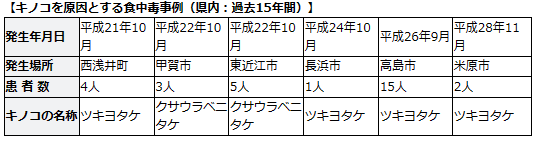 【キノコを原因とする食中毒事例（県内：過去15年間）】
発生年月日 平成21年10月 平成22年10月 平成22年10月 平成24年10月 平成26年9月 平成28年11月
発生場所 西浅井町 甲賀市 東近江市 長浜市 高島市 米原市
患 者 数 4人 3人 5人 1人 15人 2人
キノコの名称 ツキヨタケ クサウラベニタケ クサウラベニタケ ツキヨタケ ツキヨタケ ツキヨタケ